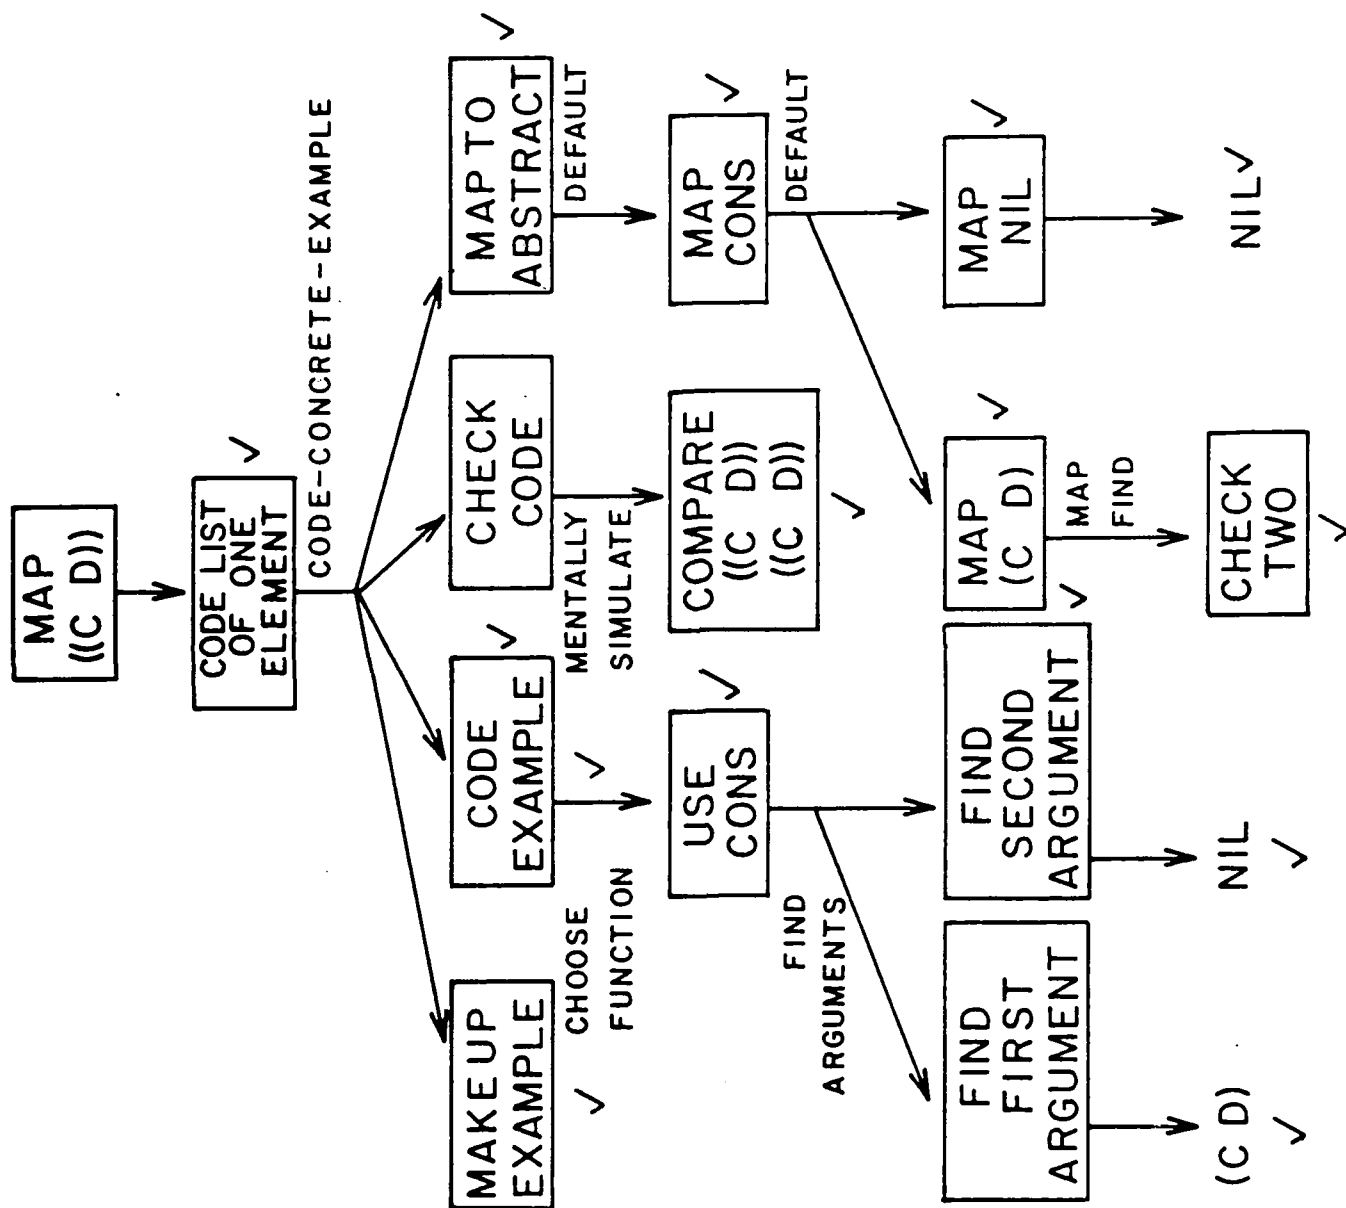 MAP
((C D))
CODE LIST
OF ONE
ELEMENT
CODE-CONCRETE-EXAMPLE
MAKE UP
EXAMPLE
CODE
EXAMPLE
CHECK
CODE
MAP TO
ABSTRACT
CHOOSE
FUNCTION
MENTALLY
SIMULATE
DEFAULT
USE
CONS
COMPARE
((C D))
((C D))
MAP
CONS
FIND
ARGUMENTS
DEFAULT
FIND
FIRST
ARGUMENT
FIND
SECOND
ARGUMENT
MAP
(C D)
MAP
NIL
MAP
FIND
(C D)
NIL
CHECK
TWO
NIL